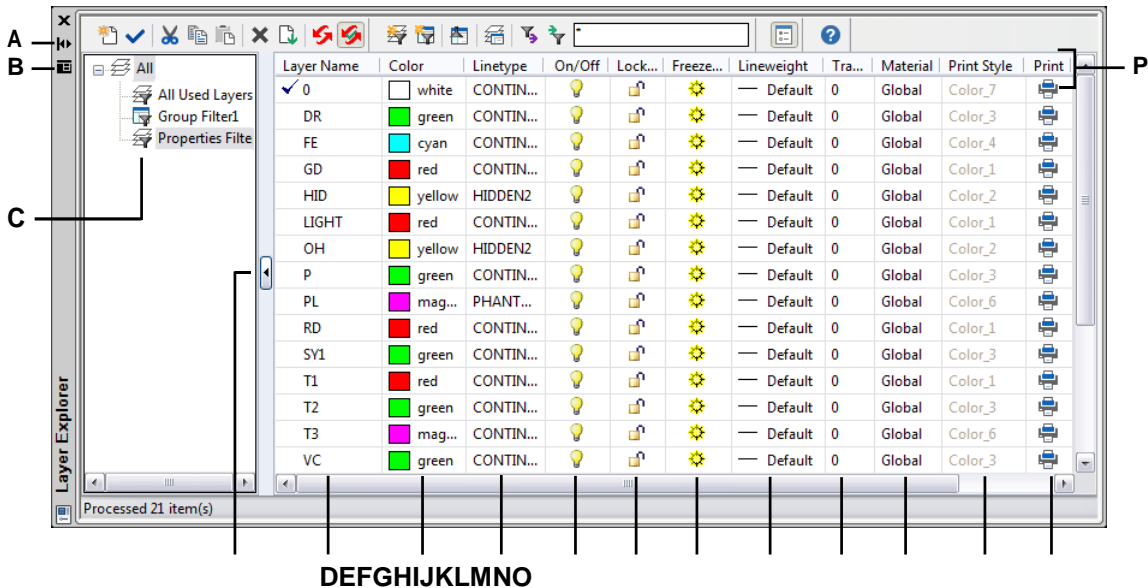 A
B
C
P
*
All
All Used Layers
Group Filter1
Properties Filte
Layer Name Color Linetype On/Off Lock... Freeze... Lineweight Tra... Material Print Style Print
0 white CONTIN... Default 0 Global Color_7
DR green CONTIN... Default 0 Global Color_3
FE cyan CONTIN... Default 0 Global Color_4
GD red CONTIN... Default 0 Global Color_1
HID yellow HIDDEN2 Default 0 Global Color_2
LIGHT red CONTIN... Default 0 Global Color_1
OH yellow HIDDEN2 Default 0 Global Color_2
P green CONTIN... Default 0 Global Color_3
PL mag... PHANT... Default 0 Global Color_6
RD red CONTIN... Default 0 Global Color_1
SY1 green CONTIN... Default 0 Global Color_3
T1 red CONTIN... Default 0 Global Color_1
T2 green CONTIN... Default 0 Global Color_3
T3 mag... CONTIN... Default 0 Global Color_6
VC green CONTIN... Default 0 Global Color_3
Layer Explorer
Processed 21 item(s)
DEFGHIJKLMNO